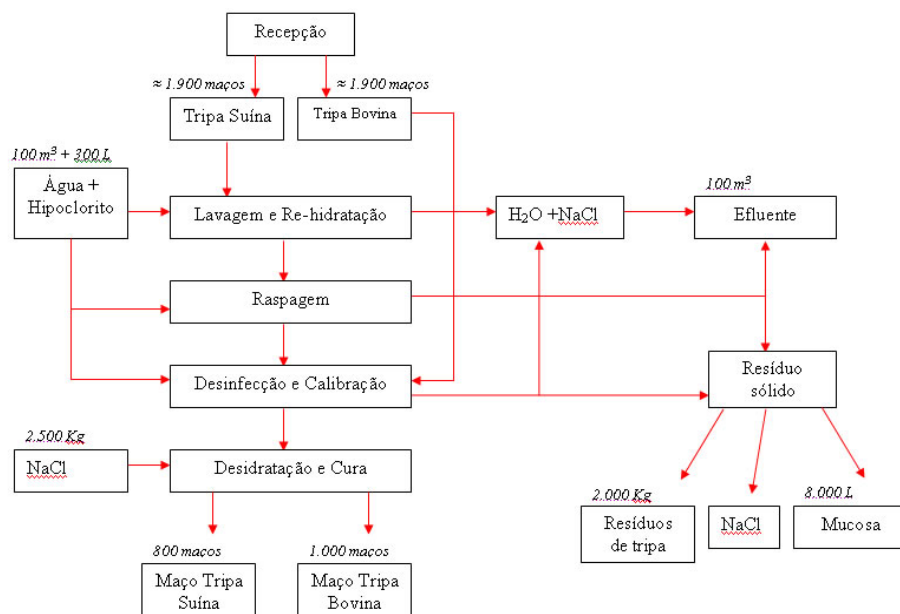 Recepção
≈ 1.900 maços
≈ 1.900 maços
Tripa Suína
Tripa Bovina
100 m³ + 300 L
Água +
Hipoclorito
Lavagem e Re-hidratação
H₂O +NaCl
100 m³
Efluente
Raspagem
Desinfecção e Calibração
Resíduo
sólido
2.500 Kg
NaCl
Desidratação e Cura
2.000 Kg
Resíduos
de tripa
NaCl
8.000 L
Mucosa
800 maços
Maço Tripa
Suína
1.000 maços
Maço Tripa
Bovina